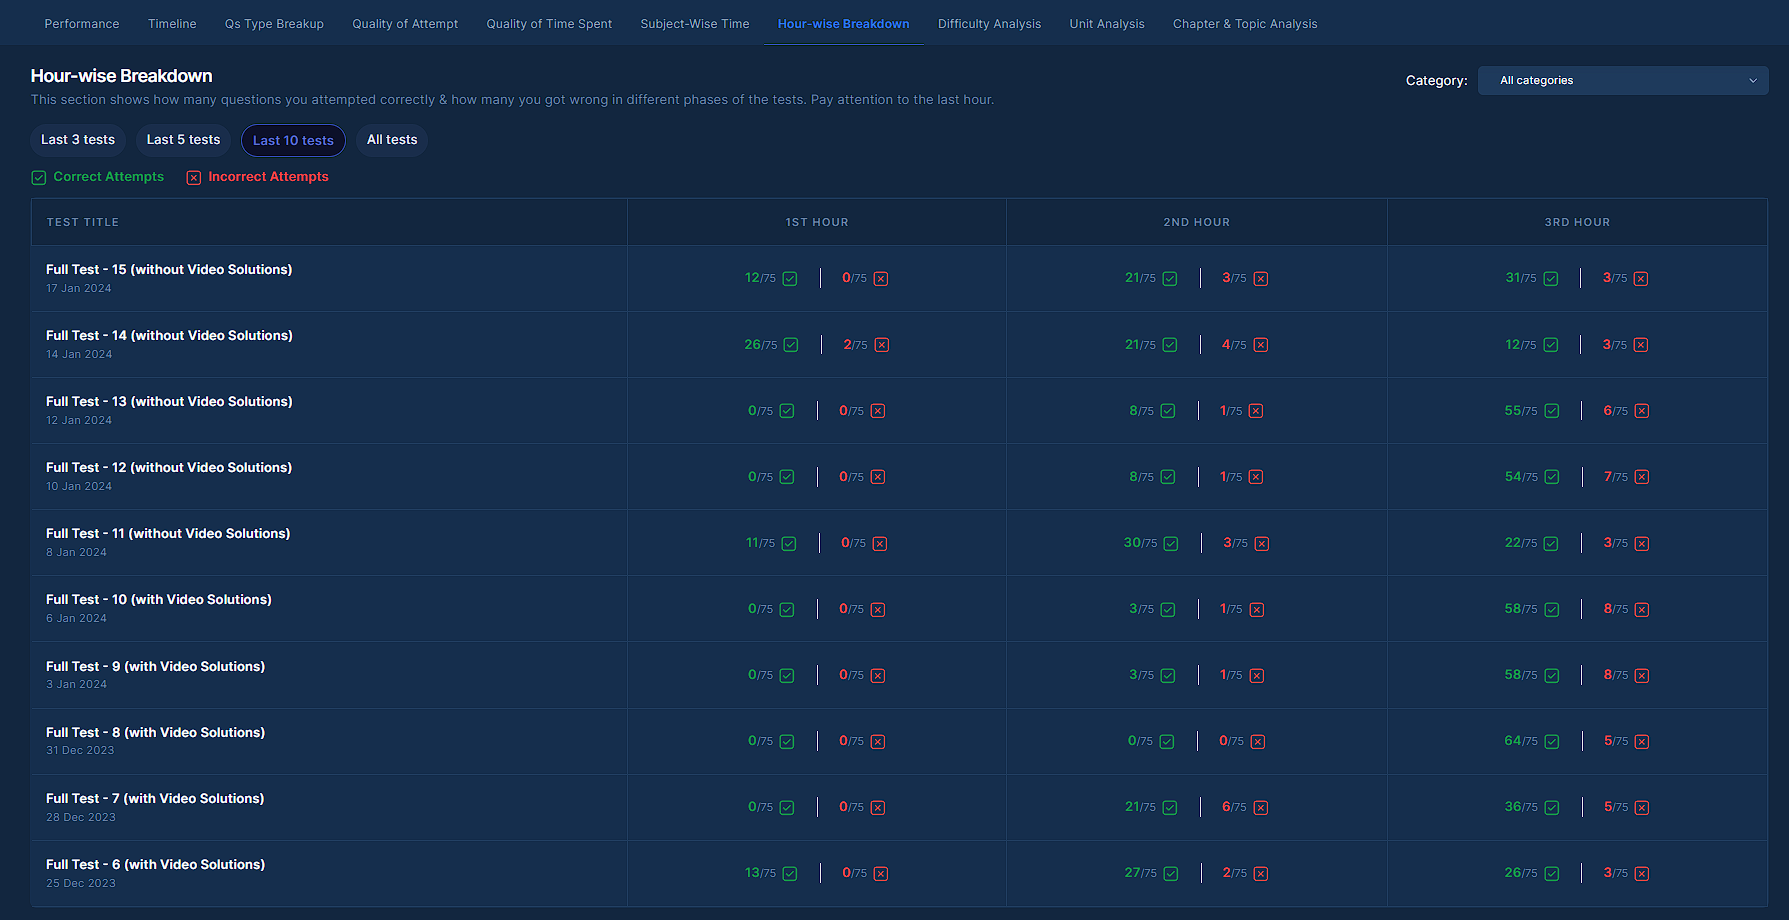 Performance Timeline Qs Type Breakup Quality of Attempt Quality of Time Spent Subject-Wise Time Hour-wise Breakdown Difficulty Analysis Unit Analysis Chapter & Topic Analysis
Hour-wise Breakdown
Category: All categories
This section shows how many questions you attempted correctly & how many you got wrong in different phases of the tests. Pay attention to the last hour.
Last 3 tests Last 5 tests Last 10 tests All tests
Correct Attempts Incorrect Attempts
TEST TITLE 1ST HOUR 2ND HOUR 3RD HOUR
Full Test - 15 (without Video Solutions)
17 Jan 2024
12/75 0/75 21/75 3/75 31/75 3/75
Full Test - 14 (without Video Solutions)
14 Jan 2024
26/75 2/75 21/75 4/75 12/75 3/75
Full Test - 13 (without Video Solutions)
12 Jan 2024
0/75 0/75 8/75 1/75 55/75 6/75
Full Test - 12 (without Video Solutions)
10 Jan 2024
0/75 0/75 8/75 1/75 54/75 7/75
Full Test - 11 (without Video Solutions)
8 Jan 2024
11/75 0/75 30/75 3/75 22/75 3/75
Full Test - 10 (with Video Solutions)
6 Jan 2024
0/75 0/75 3/75 1/75 58/75 8/75
Full Test - 9 (with Video Solutions)
3 Jan 2024
0/75 0/75 3/75 1/75 58/75 8/75
Full Test - 8 (with Video Solutions)
31 Dec 2023
0/75 0/75 0/75 0/75 64/75 5/75
Full Test - 7 (with Video Solutions)
28 Dec 2023
0/75 0/75 21/75 6/75 36/75 5/75
Full Test - 6 (with Video Solutions)
25 Dec 2023
13/75 0/75 27/75 2/75 26/75 3/75